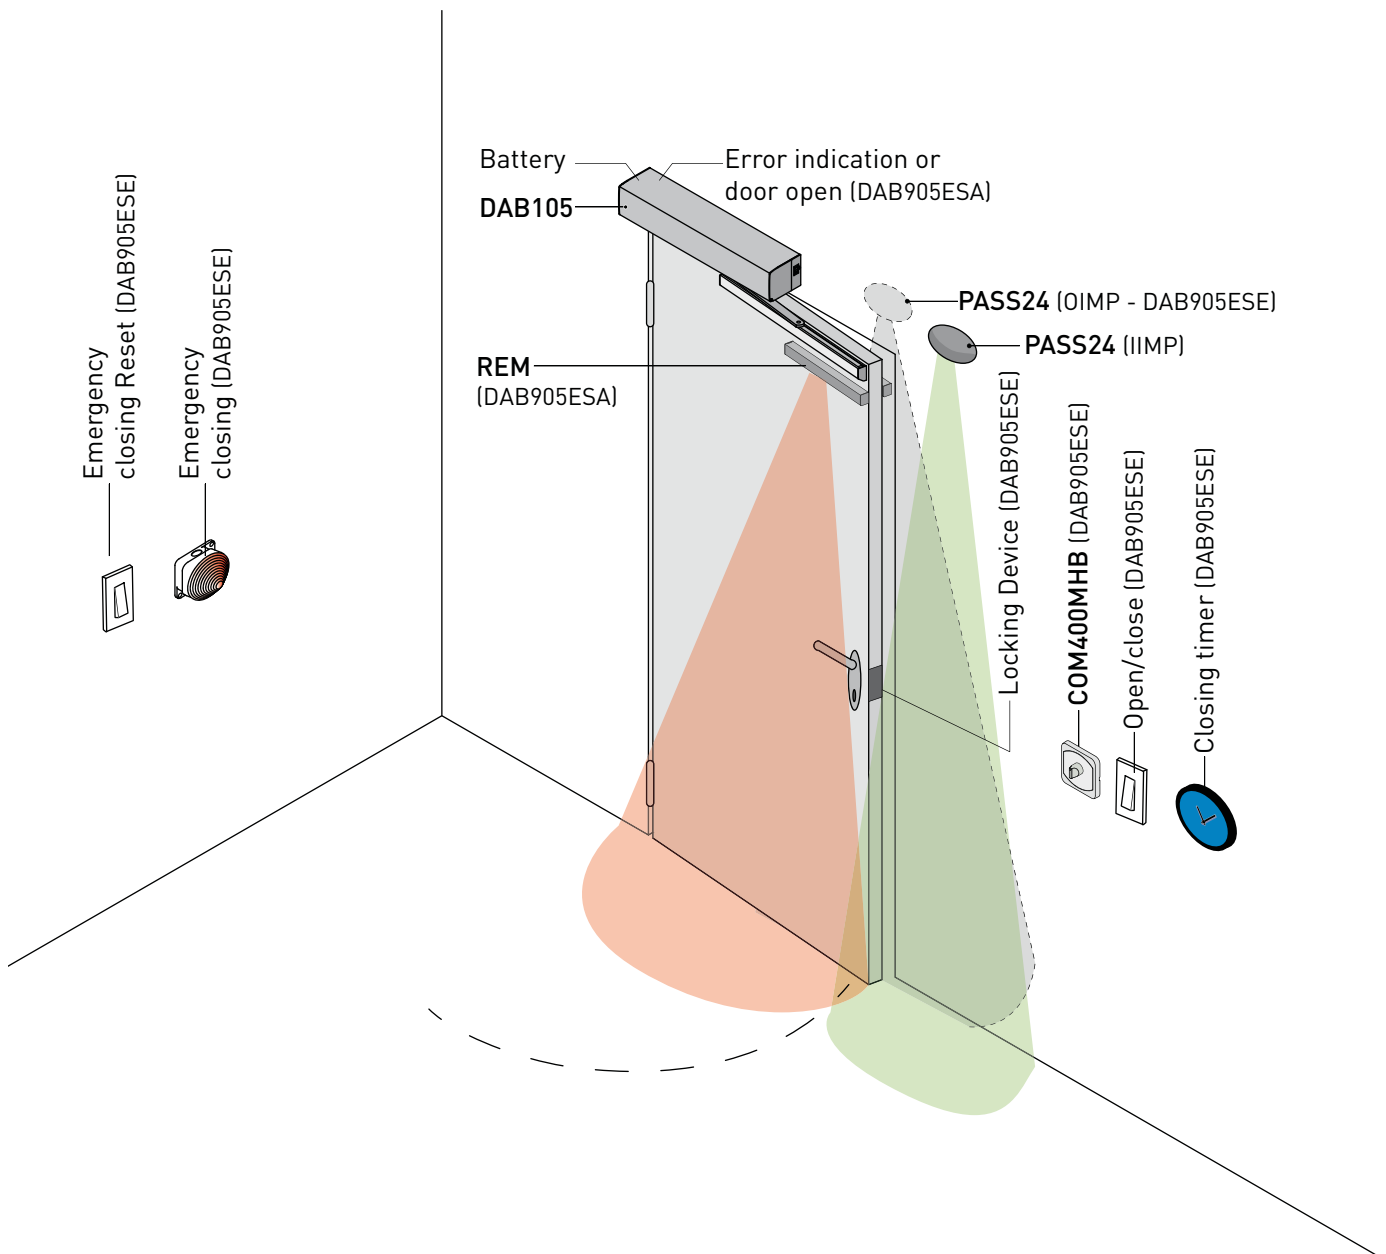 Battery
Error indication or
door open (DAB905ESA)
DAB105
PASS24 (OIMP - DAB905ESE)
PASS24 (IIMP)
REM
(DAB905ESA)
Emergency
closing Reset (DAB905ESE)
Emergency
closing (DAB905ESE)
Locking Device (DAB905ESE)
COM400MHB (DAB905ESE)
Open/close (DAB905ESE)
Closing timer (DAB905ESE)